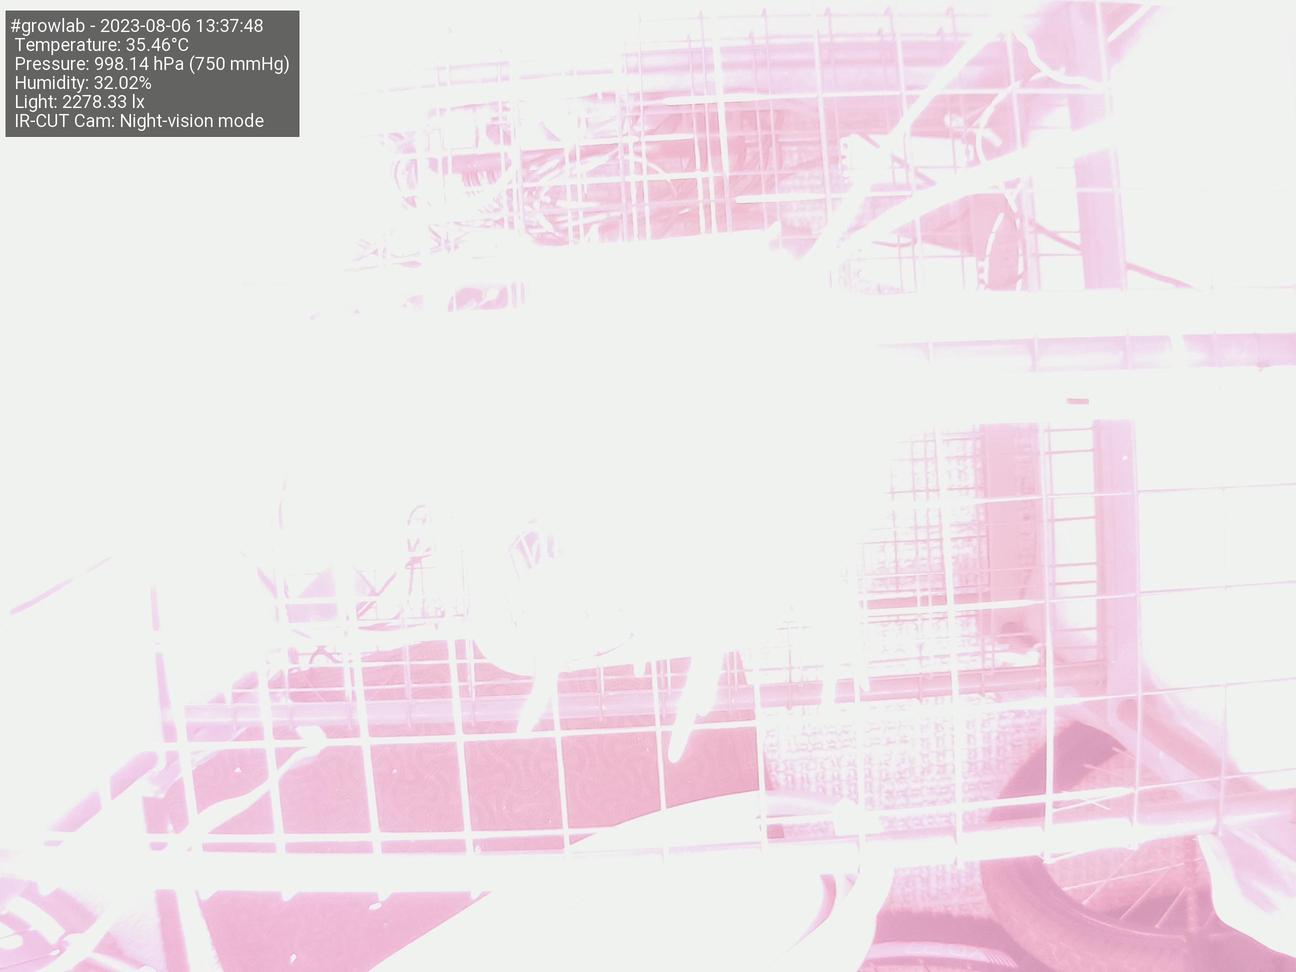 #growlab - 2023-08-06 13:37:48
Temperature: 35.46°C
Pressure: 998.14 hPa (750 mmHg)
Humidity: 32.02%
Light: 2278.33 lx
IR-CUT Cam: Night-vision mode